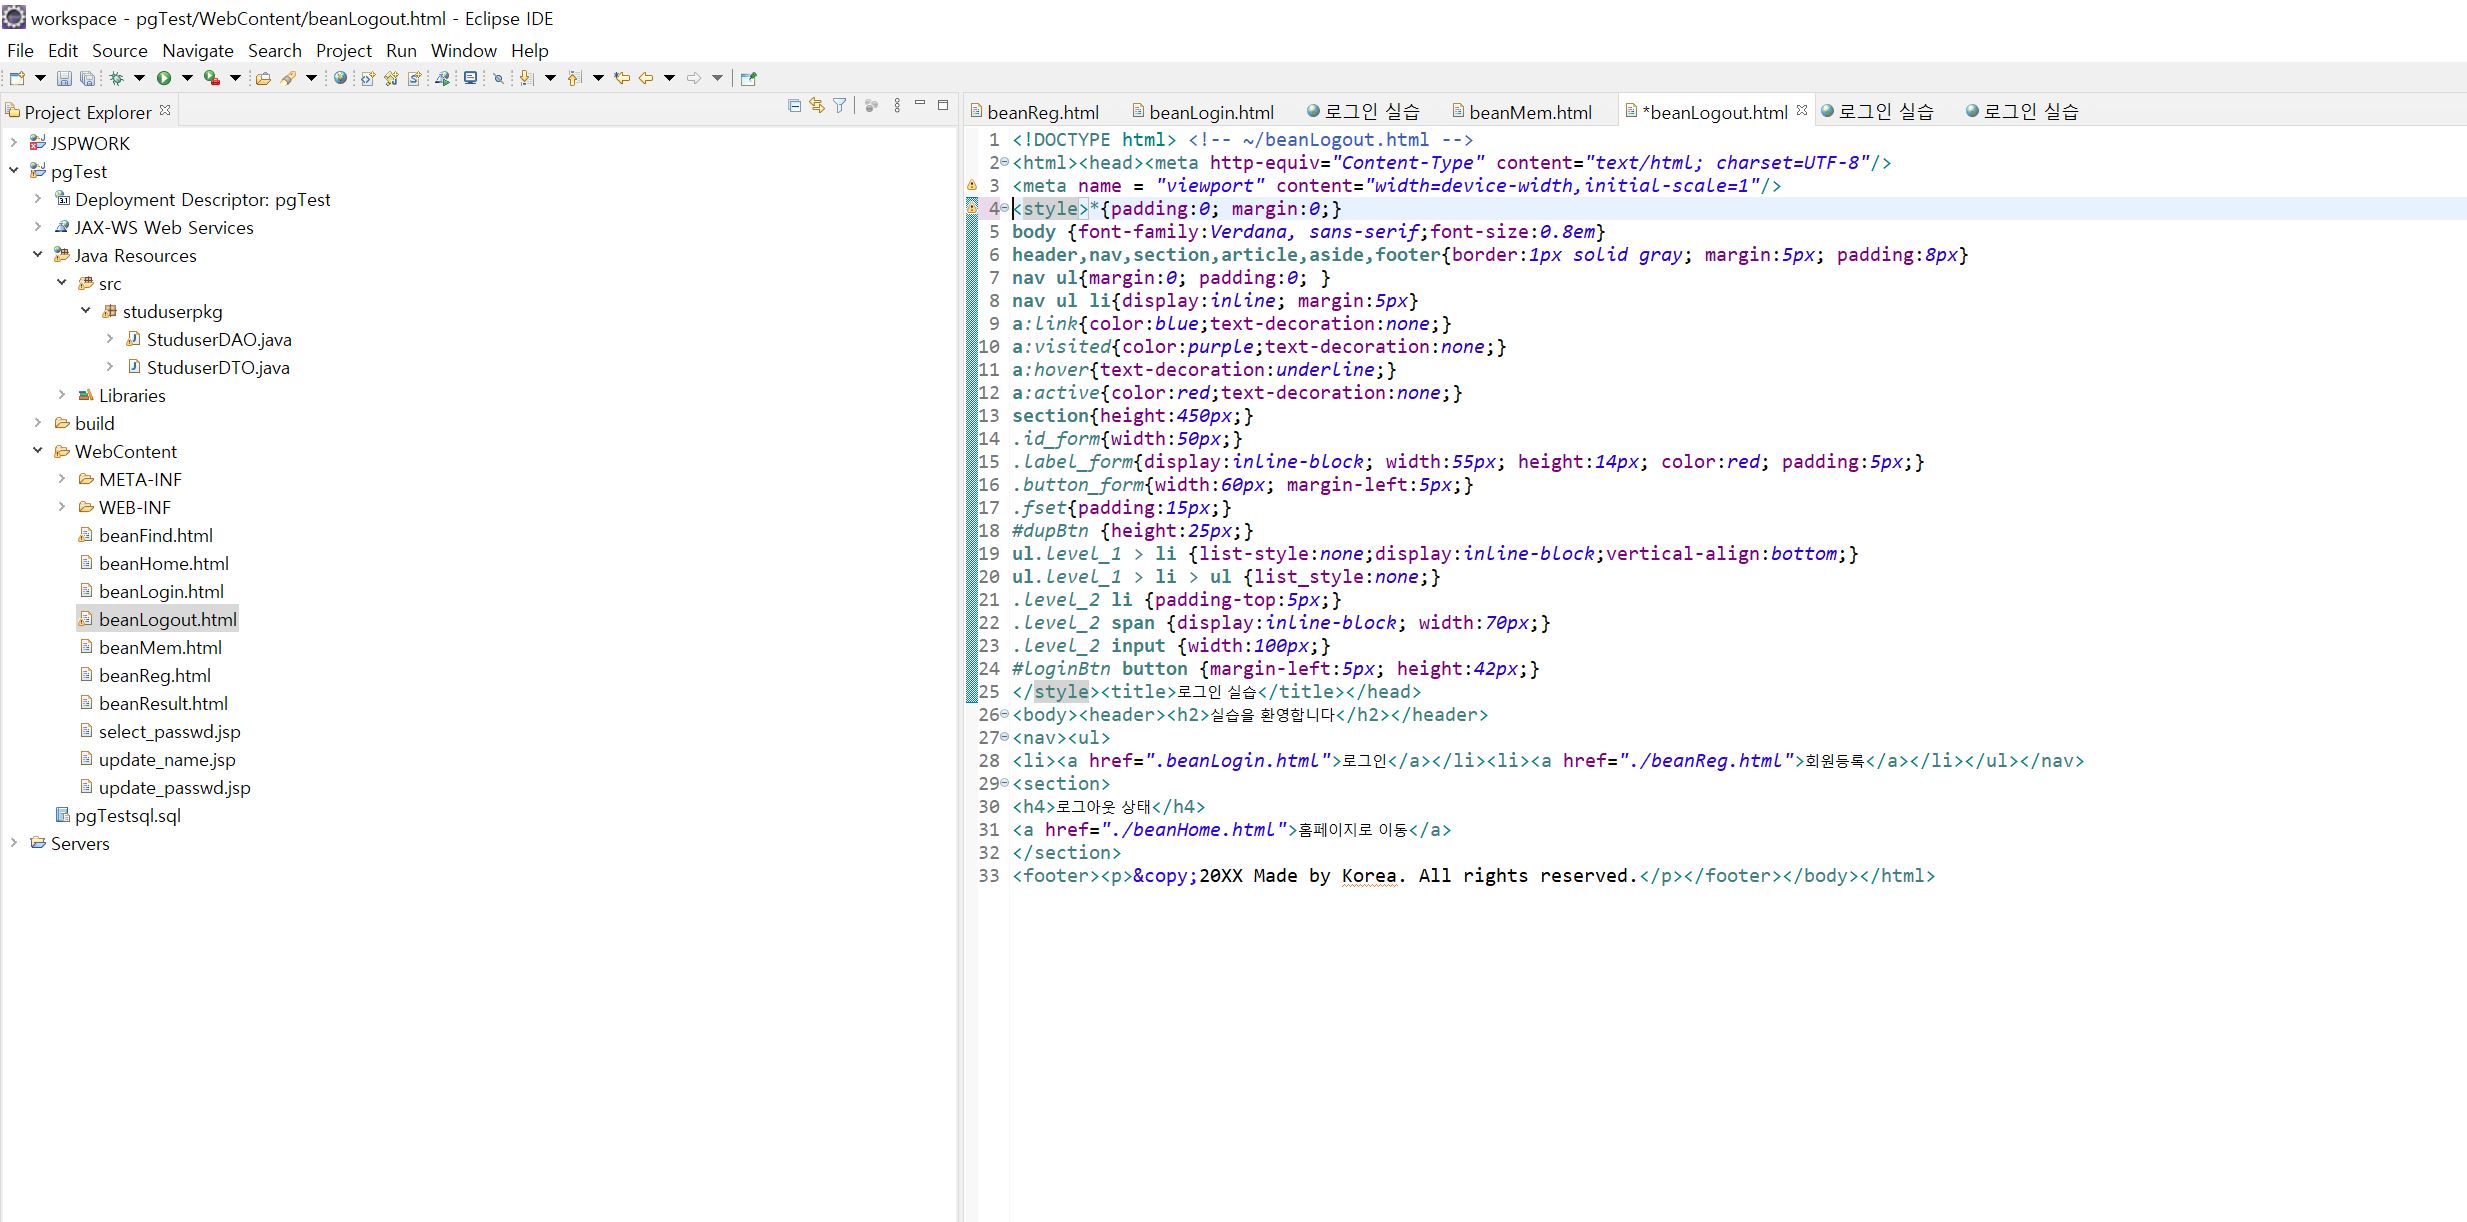 workspace - pgTest/WebContent/beanLogout.html - Eclipse IDE
File Edit Source Navigate Search Project Run Window Help
Project Explorer
JSPWORK
pgTest
Deployment Descriptor: pgTest
JAX-WS Web Services
Java Resources
src
studuserpkg
StuduserDAO.java
StuduserDTO.java
Libraries
build
WebContent
META-INF
WEB-INF
beanFind.html
beanHome.html
beanLogin.html
beanLogout.html
beanMem.html
beanReg.html
beanResult.html
select_passwd.jsp
update_name.jsp
update_passwd.jsp
pgTestsql.sql
Servers
beanReg.html beanLogin.html 로그인 실습 beanMem.html *beanLogout.html 로그인 실습 로그인 실습
1 <!DOCTYPE html> <!-- ~/beanLogout.html -->
2 <html><head><meta http-equiv="Content-Type" content="text/html; charset=UTF-8"/>
3 <meta name = "viewport" content="width=device-width,initial-scale=1"/>
4 <style>*{padding:0; margin:0;}
5 body {font-family:Verdana, sans-serif;font-size:0.8em}
6 header,nav,section,article,aside,footer{border:1px solid gray; margin:5px; padding:8px}
7 nav ul{margin:0; padding:0; }
8 nav ul li{display:inline; margin:5px}
9 a:link{color:blue;text-decoration:none;}
10 a:visited{color:purple;text-decoration:none;}
11 a:hover{text-decoration:underline;}
12 a:active{color:red;text-decoration:none;}
13 section{height:450px;}
14 .id_form{width:50px;}
15 .label_form{display:inline-block; width:55px; height:14px; color:red; padding:5px;}
16 .button_form{width:60px; margin-left:5px;}
17 .fset{padding:15px;}
18 #dupBtn {height:25px;}
19 ul.level_1 > li {list-style:none;display:inline-block;vertical-align:bottom;}
20 ul.level_1 > li > ul {list_style:none;}
21 .level_2 li {padding-top:5px;}
22 .level_2 span {display:inline-block; width:70px;}
23 .level_2 input {width:100px;}
24 #loginBtn button {margin-left:5px; height:42px;}
25 </style><title>로그인 실습</title></head>
26 <body><header><h2>실습을 환영합니다</h2></header>
27 <nav><ul>
28 <li><a href=".beanLogin.html">로그인</a></li><li><a href="./beanReg.html">회원등록</a></li></ul></nav>
29 <section>
30 <h4>로그아웃 상태</h4>
31 <a href="./beanHome.html">홈페이지로 이동</a>
32 </section>
33 <footer><p>&copy;20XX Made by Korea. All rights reserved.</p></footer></body></html>